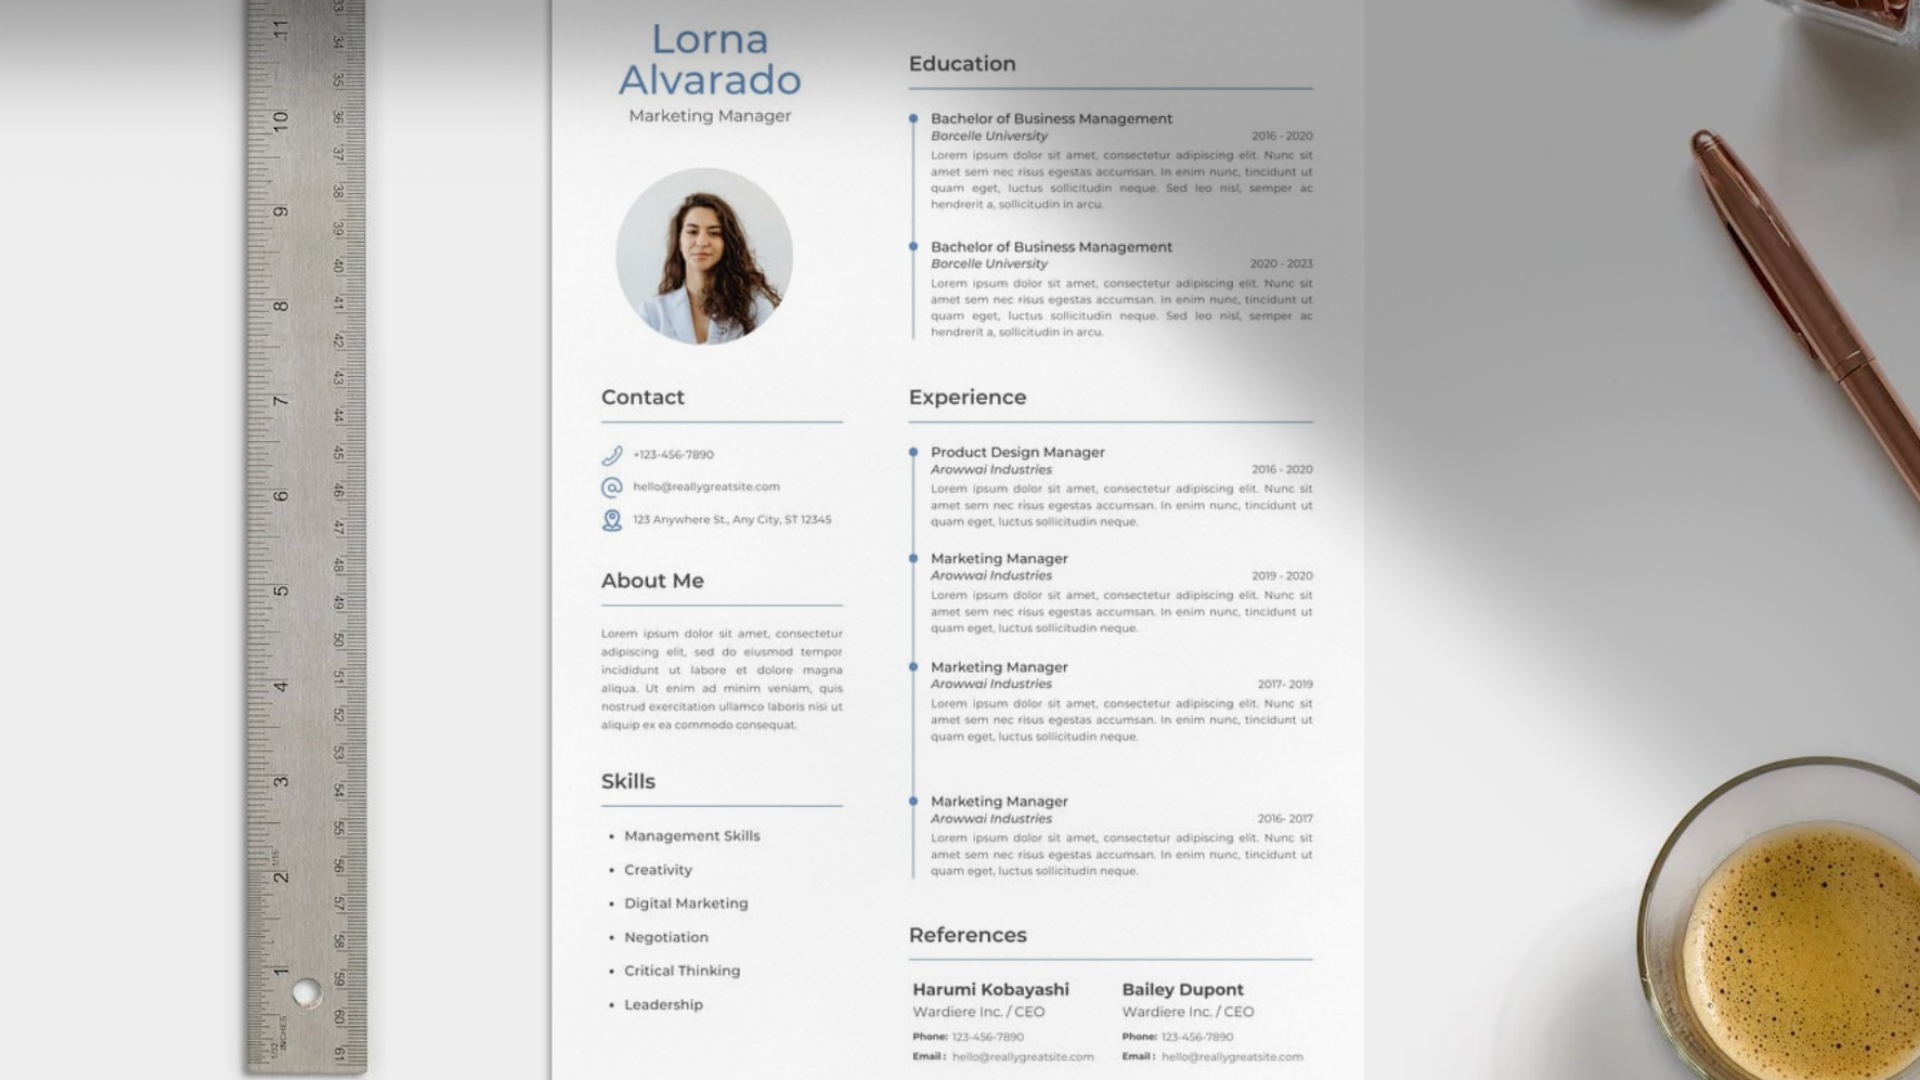 Lorna
Alvarado
Marketing Manager
Contact
+123-456-7890
hello@reallygreatsite.com
123 Anywhere St., Any City, ST 12345
About Me
Lorem ipsum dolor sit amet, consectetur
adipiscing elit, sed do eiusmod tempor
incididunt ut labore et dolore magna
aliqua. Ut enim ad minim veniam, quis
nostrud exercitation ullamco laboris nisi ut
aliquip ex ea commodo consequat.
Skills
• Management Skills
• Creativity
• Digital Marketing
• Negotiation
• Critical Thinking
• Leadership
Education
Bachelor of Business Management
Borcelle University 2016 - 2020
Lorem ipsum dolor sit amet, consectetur adipiscing elit. Nunc sit
amet sem nec risus egestas accumsan. In enim nunc, tincidunt ut
quam eget, luctus sollicitudin neque. Sed leo nisl, semper ac
hendrerit a, sollicitudin in arcu.
Bachelor of Business Management
Borcelle University 2020 - 2023
Lorem ipsum dolor sit amet, consectetur adipiscing elit. Nunc sit
amet sem nec risus egestas accumsan. In enim nunc, tincidunt ut
quam eget, luctus sollicitudin neque. Sed leo nisl, semper ac
hendrerit a, sollicitudin in arcu.
Experience
Product Design Manager
Arowwai Industries 2016 - 2020
Lorem ipsum dolor sit amet, consectetur adipiscing elit. Nunc sit
amet sem nec risus egestas accumsan. In enim nunc, tincidunt ut
quam eget, luctus sollicitudin neque.
Marketing Manager
Arowwai Industries 2019 - 2020
Lorem ipsum dolor sit amet, consectetur adipiscing elit. Nunc sit
amet sem nec risus egestas accumsan. In enim nunc, tincidunt ut
quam eget, luctus sollicitudin neque.
Marketing Manager
Arowwai Industries 2017- 2019
Lorem ipsum dolor sit amet, consectetur adipiscing elit. Nunc sit
amet sem nec risus egestas accumsan. In enim nunc, tincidunt ut
quam eget, luctus sollicitudin neque.
Marketing Manager
Arowwai Industries 2016- 2017
Lorem ipsum dolor sit amet, consectetur adipiscing elit. Nunc sit
amet sem nec risus egestas accumsan. In enim nunc, tincidunt ut
quam eget, luctus sollicitudin neque.
References
Harumi Kobayashi
Wardiere Inc. / CEO
Phone: 123-456-7890
Email : hello@reallygreatsite.com
Bailey Dupont
Wardiere Inc. / CEO
Phone: 123-456-7890
Email : hello@reallygreatsite.com
11 10 9 8 7 6 5 4 3 2 1
33 34 35 36 37 38 39 40 41 42 43 44 45 46 47 48 49 50 51 52 53 54 55 56 57 58 59 60 61
1/16
1/32
INCHES